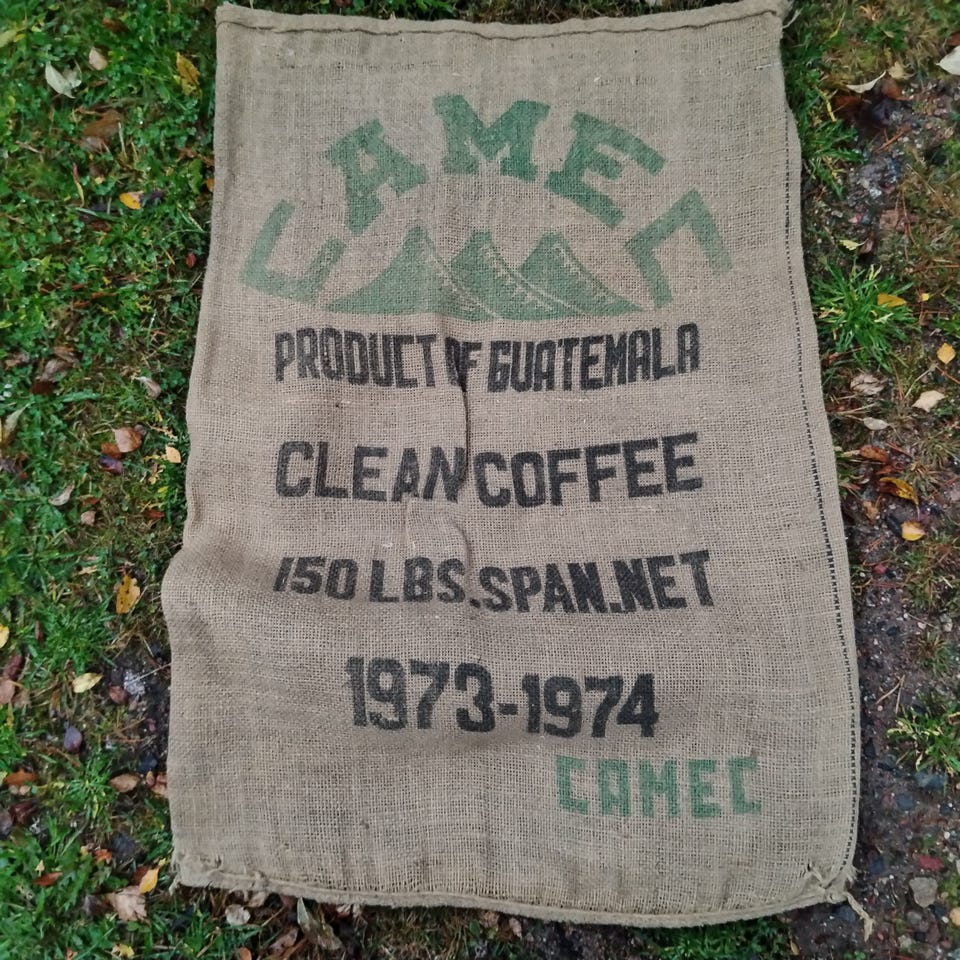 CAMEC
PRODUCT OF GUATEMALA
CLEAN COFFEE
150 LBS.SPAN.NET
1973-1974
CAMEC